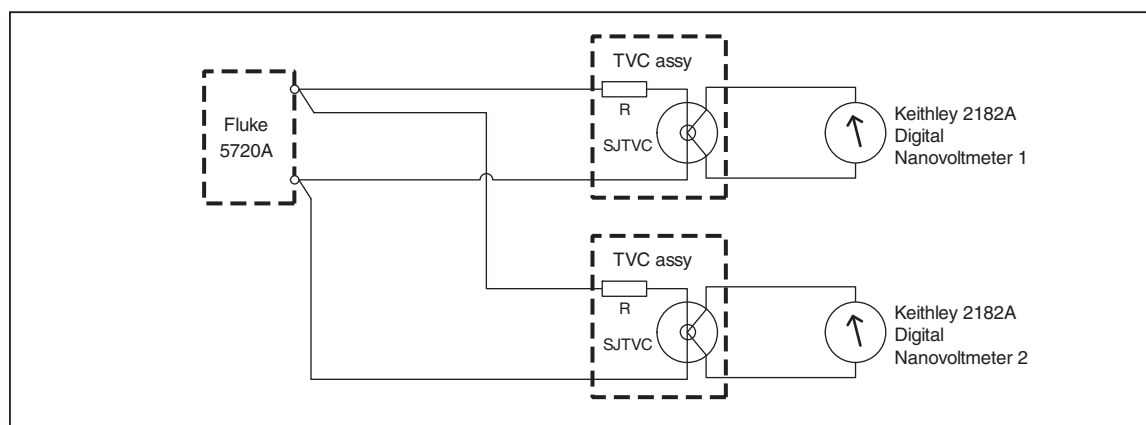 Fluke
5720A
TVC assy
R
SJTVC
Keithley 2182A
Digital
Nanovoltmeter 1
TVC assy
R
SJTVC
Keithley 2182A
Digital
Nanovoltmeter 2